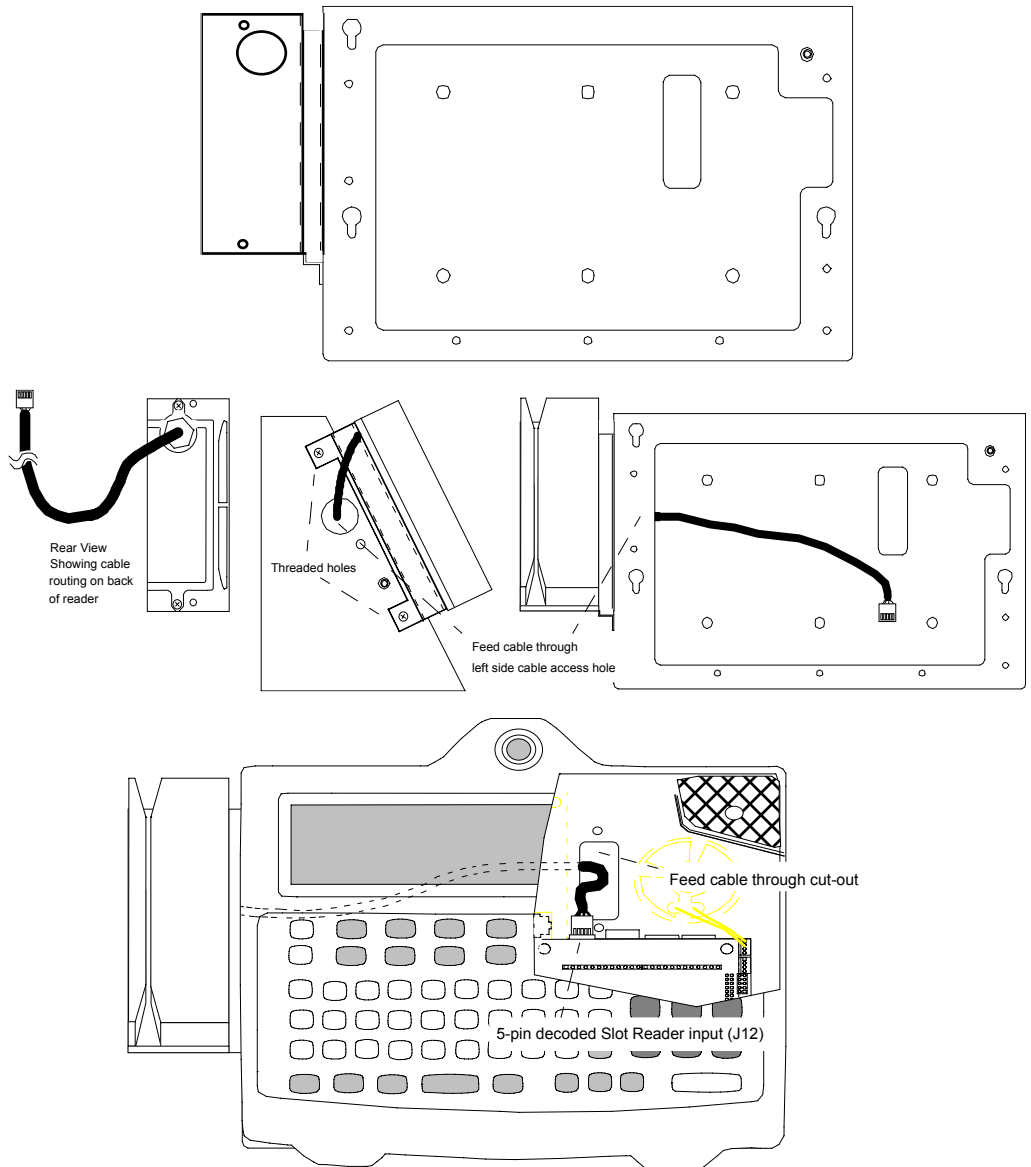 Rear View
Showing cable
routing on back
of reader
Threaded holes
Feed cable through
left side cable access hole
Feed cable through cut-out
5-pin decoded Slot Reader input (J12)